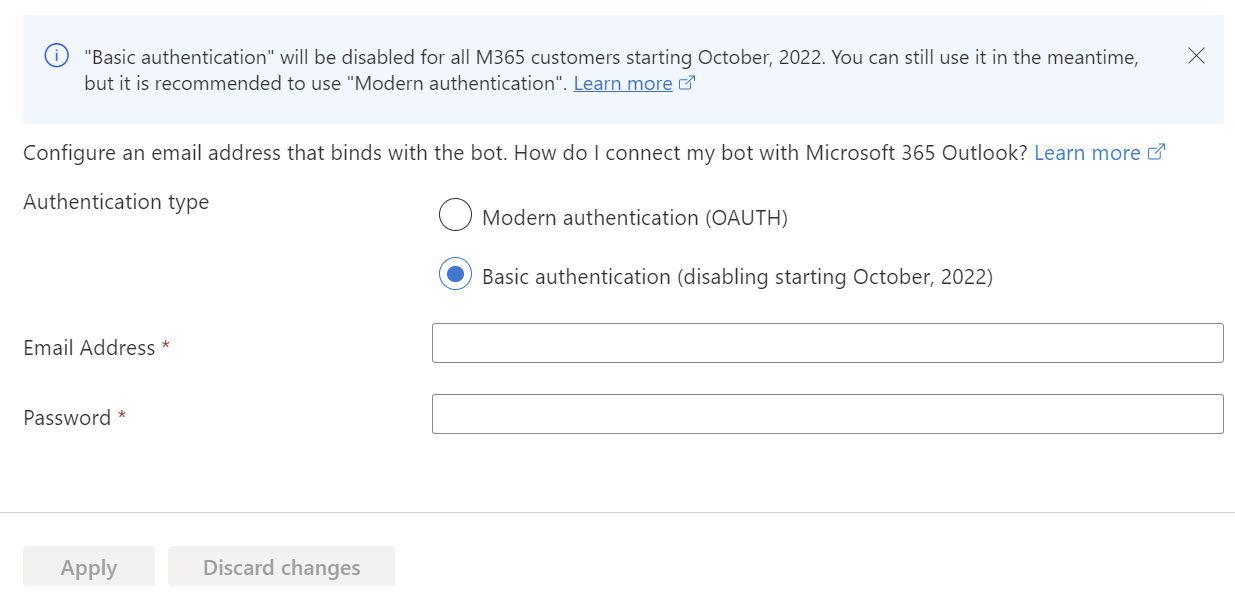 "Basic authentication" will be disabled for all M365 customers starting October, 2022. You can still use it in the meantime,
but it is recommended to use "Modern authentication". Learn more
Configure an email address that binds with the bot. How do I connect my bot with Microsoft 365 Outlook? Learn more
Authentication type
Modern authentication (OAUTH)
Basic authentication (disabling starting October, 2022)
Email Address *
Password *
Apply Discard changes